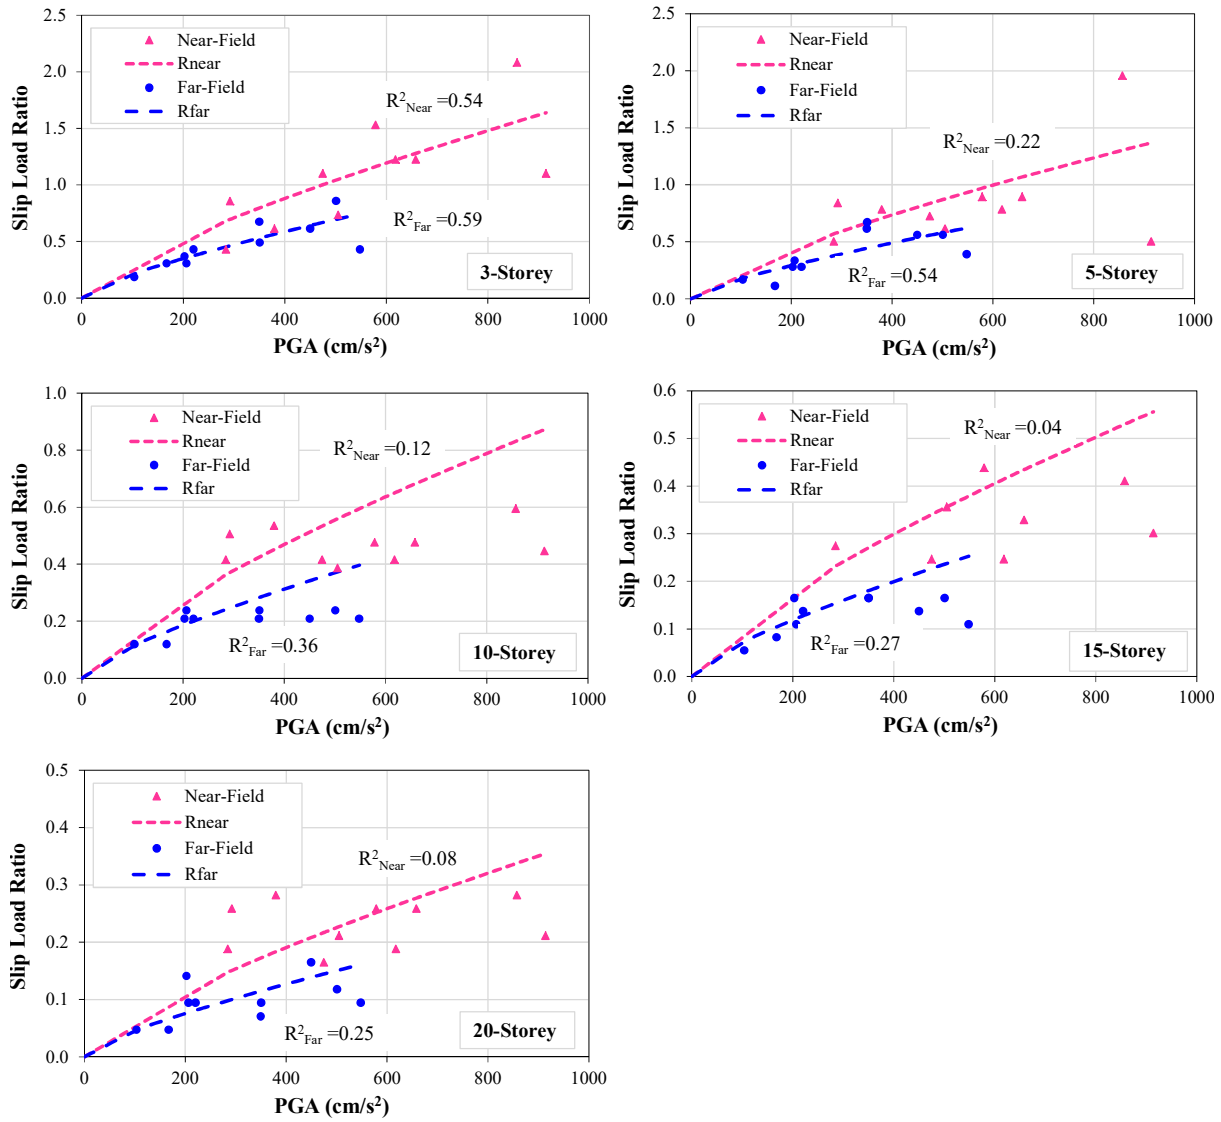 2.5
2.0
1.5
1.0
0.5
0.0
Slip Load Ratio
Near-Field
Rnear
Far-Field
Rfar
R²Near =0.54
R²Far =0.59
3-Storey
0 200 400 600 800 1000
PGA (cm/s²)
2.5
2.0
1.5
1.0
0.5
0.0
Slip Load Ratio
Near-Field
Rnear
Far-Field
Rfar
R²Near =0.22
R²Far =0.54
5-Storey
0 200 400 600 800 1000
PGA (cm/s²)
1.0
0.8
0.6
0.4
0.2
0.0
Slip Load Ratio
Near-Field
Rnear
Far-Field
Rfar
R²Near =0.12
R²Far =0.36
10-Storey
0 200 400 600 800 1000
PGA (cm/s²)
0.6
0.5
0.4
0.3
0.2
0.1
0.0
Slip Load Ratio
Near-Field
Rnear
Far-Field
Rfar
R²Near =0.04
R²Far =0.27
15-Storey
0 200 400 600 800 1000
PGA (cm/s²)
0.5
0.4
0.3
0.2
0.1
0.0
Slip Load Ratio
Near-Field
Rnear
Far-Field
Rfar
R²Near =0.08
R²Far =0.25
20-Storey
0 200 400 600 800 1000
PGA (cm/s²)